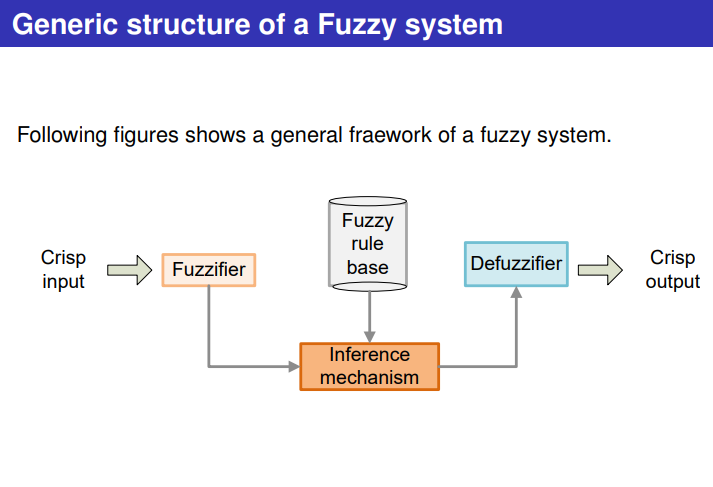 Generic structure of a Fuzzy system
Following figures shows a general fraework of a fuzzy system.
Crisp
input
Fuzzifier
Fuzzy
rule
base
Inference
mechanism
Defuzzifier
Crisp
output